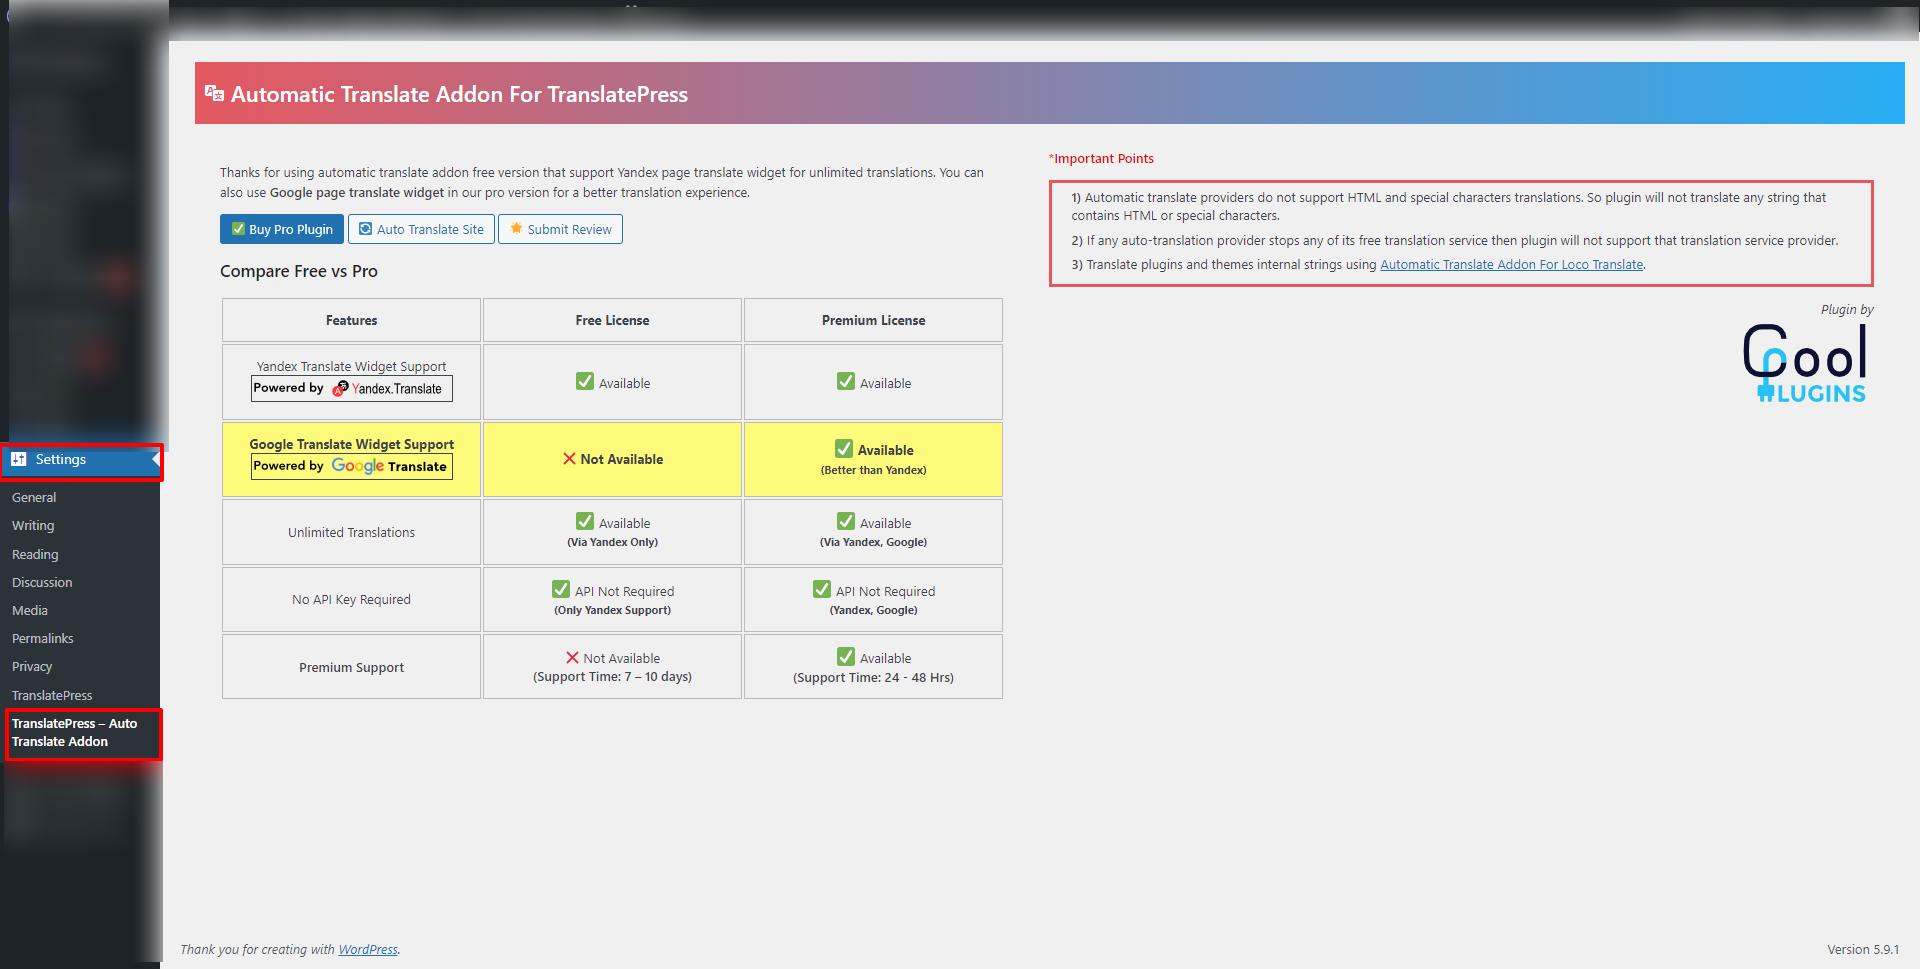 Automatic Translate Addon For TranslatePress
Thanks for using automatic translate addon free version that support Yandex page translate widget for unlimited translations. You can
also use Google page translate widget in our pro version for a better translation experience.
Buy Pro Plugin
Auto Translate Site
Submit Review
Compare Free vs Pro
Features
Free License
Premium License
Yandex Translate Widget Support
Powered by Yandex.Translate
Available
Available
Google Translate Widget Support
Powered by Google Translate
Not Available
Available
(Better than Yandex)
Unlimited Translations
Available
(Via Yandex Only)
Available
(Via Yandex, Google)
No API Key Required
API Not Required
(Only Yandex Support)
API Not Required
(Yandex, Google)
Premium Support
Not Available
(Support Time: 7 – 10 days)
Available
(Support Time: 24 - 48 Hrs)
*Important Points
1) Automatic translate providers do not support HTML and special characters translations. So plugin will not translate any string that
contains HTML or special characters.
2) If any auto-translation provider stops any of its free translation service then plugin will not support that translation service provider.
3) Translate plugins and themes internal strings using Automatic Translate Addon For Loco Translate.
Plugin by
Cool
PLUGINS
Settings
General
Writing
Reading
Discussion
Media
Permalinks
Privacy
TranslatePress
TranslatePress – Auto
Translate Addon
Thank you for creating with WordPress.
Version 5.9.1